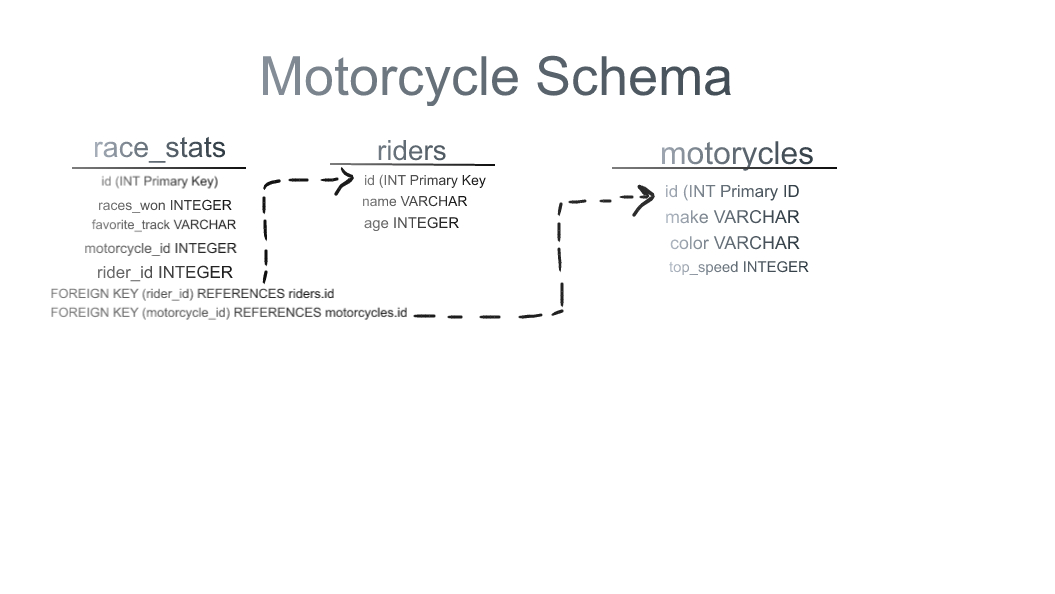 Motorcycle Schema
race_stats
id (INT Primary Key)
races_won INTEGER
favorite_track VARCHAR
motorcycle_id INTEGER
rider_id INTEGER
FOREIGN KEY (rider_id) REFERENCES riders.id
FOREIGN KEY (motorcycle_id) REFERENCES motorcycles.id
riders
id (INT Primary Key
name VARCHAR
age INTEGER
motorycles
id (INT Primary ID
make VARCHAR
color VARCHAR
top_speed INTEGER